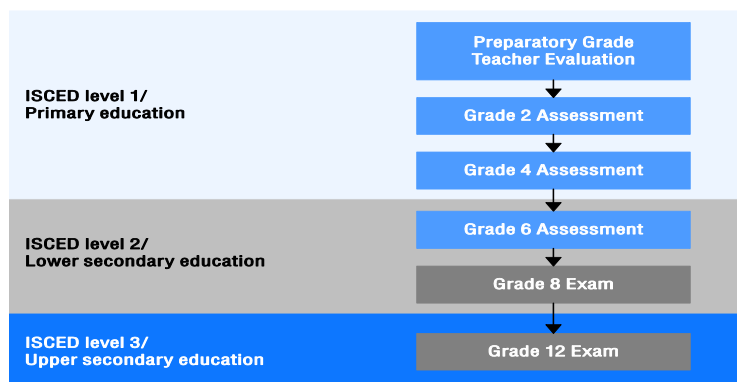 Preparatory Grade
Teacher Evaluation
ISCED level 1/
Primary education
Grade 2 Assessment
Grade 4 Assessment
ISCED level 2/
Lower secondary education
Grade 6 Assessment
Grade 8 Exam
ISCED level 3/
Upper secondary education
Grade 12 Exam